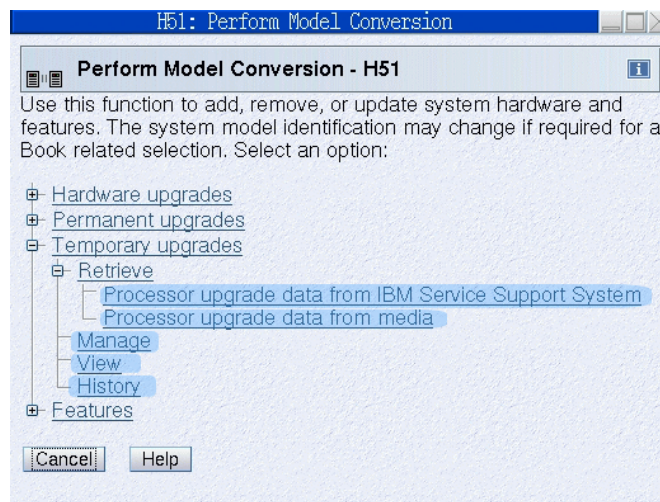 H51: Perform Model Conversion
Perform Model Conversion - H51
i
Use this function to add, remove, or update system hardware and
features. The system model identification may change if required for a
Book related selection. Select an option:
Hardware upgrades
Permanent upgrades
Temporary upgrades
Retrieve
Processor upgrade data from IBM Service Support System
Processor upgrade data from media
Manage
View
History
Features
Cancel Help